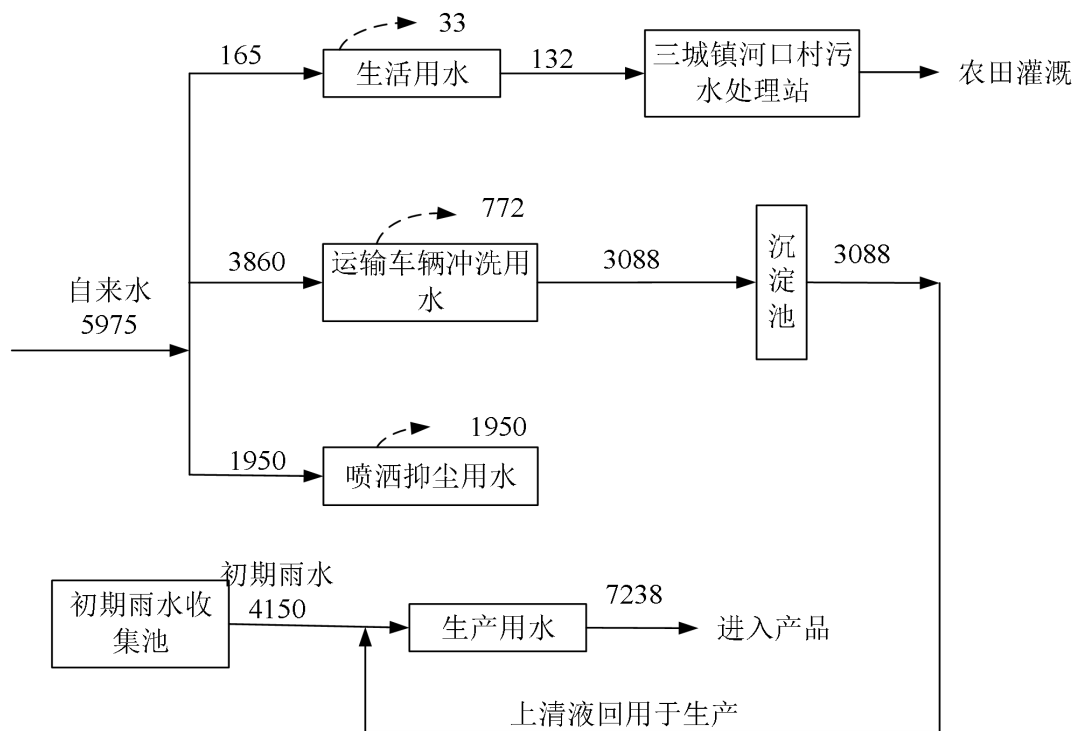 33
165
生活用水
132
三城镇河口村污
水处理站
农田灌溉
772
3860
运输车辆冲洗用
水
3088
沉
淀
池
3088
自来水
5975
1950
1950
喷洒抑尘用水
初期雨水
4150
初期雨水收
集池
生产用水
7238
进入产品
上清液回用于生产